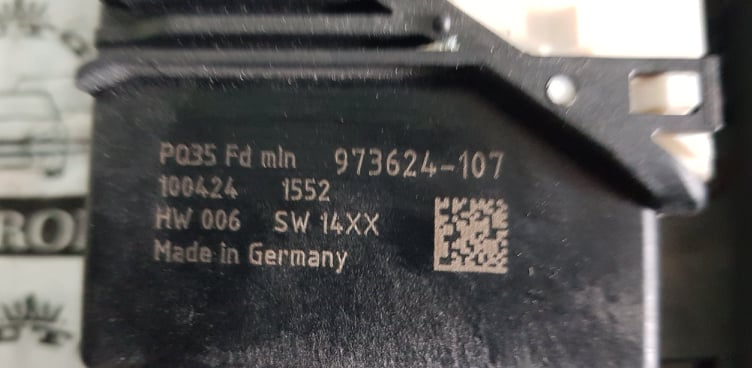 PQ35 Fd mln 973624-107
100424 1552
HW 006 SW 14XX
Made in Germany